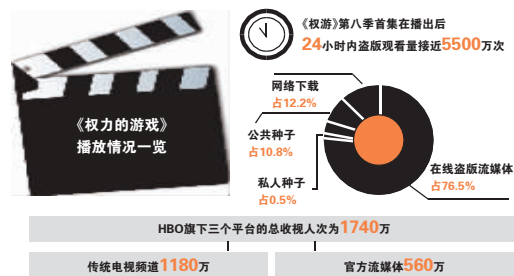 《权力的游戏》
播放情况一览
《权游》第八季首集在播出后
24小时内盗版观看量接近5500万次
网络下载
占12.2%
公共种子
占10.8%
私人种子
占0.5%
在线盗版流媒体
占76.5%
HBO旗下三个平台的总收视人次为1740万
传统电视频道1180万
官方流媒体560万